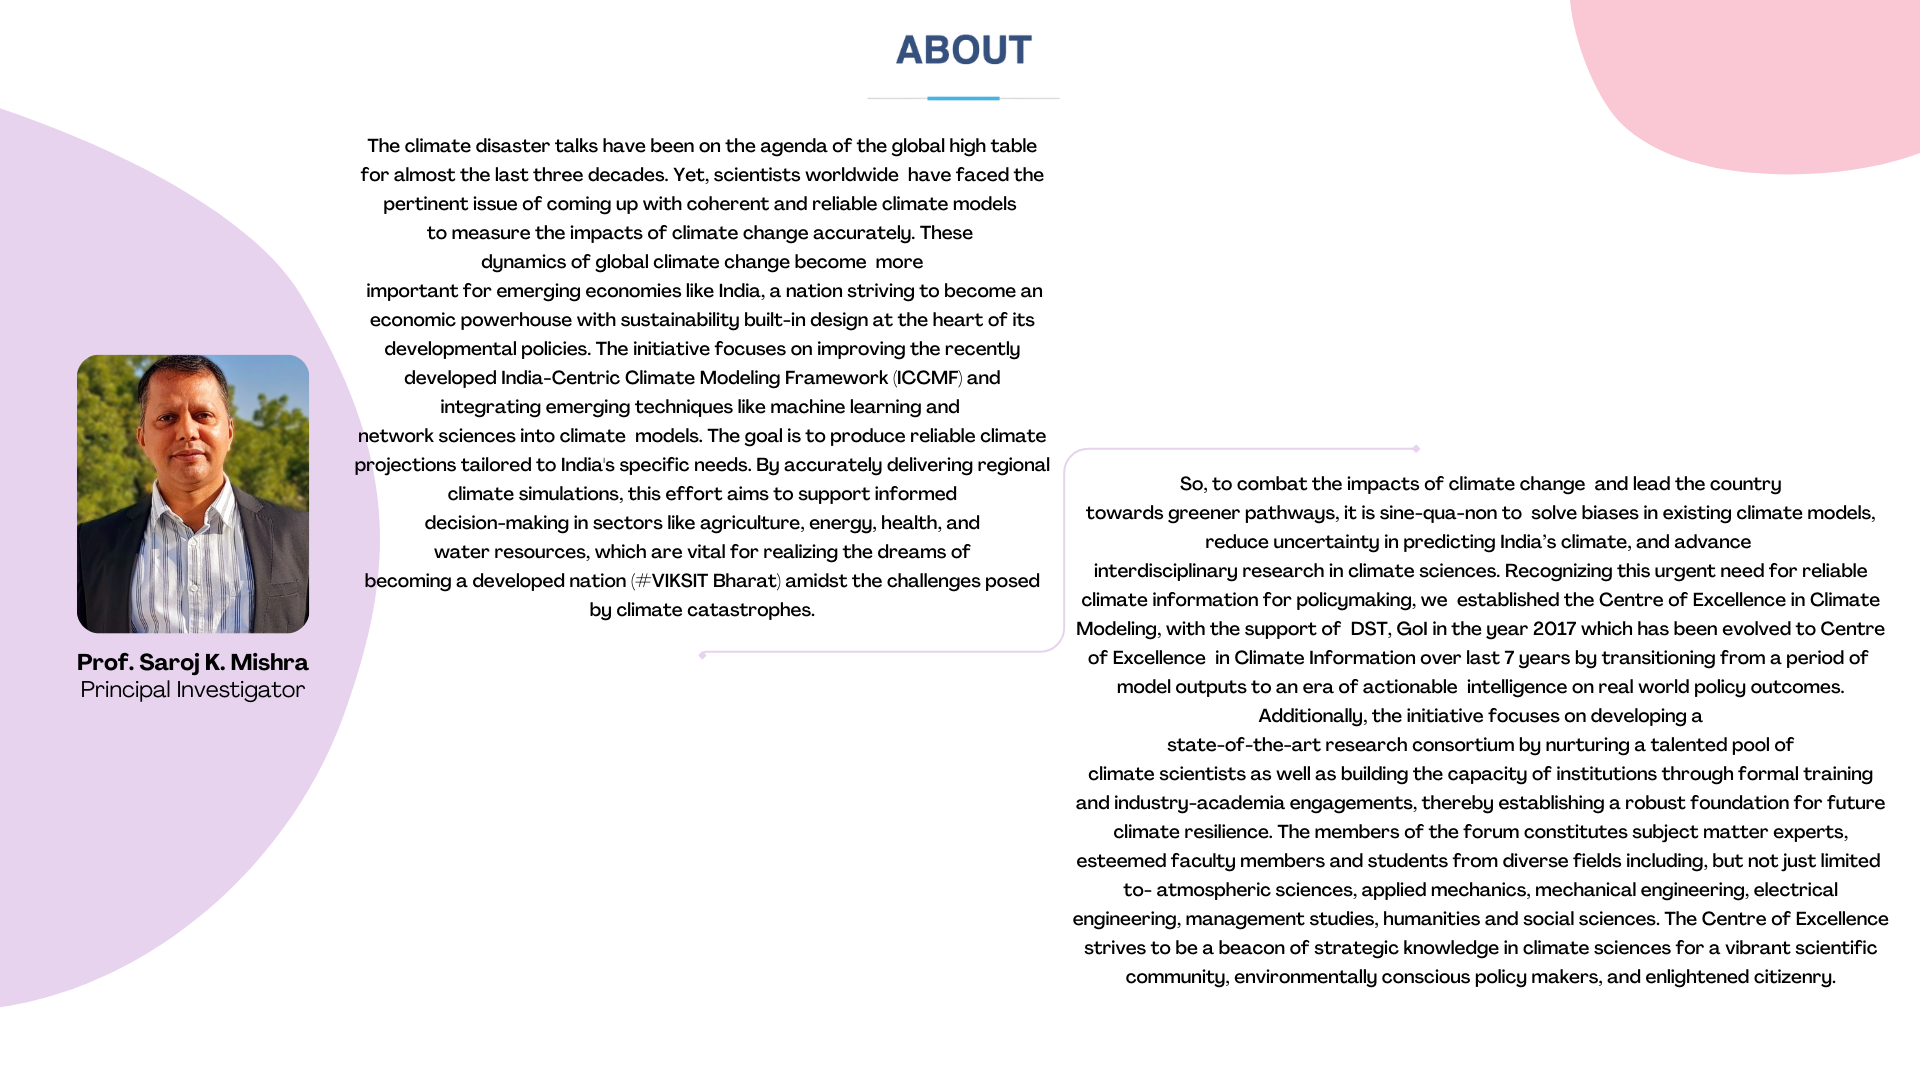 ABOUT
The climate disaster talks have been on the agenda of the global high table
for almost the last three decades. Yet, scientists worldwide  have faced the
pertinent issue of coming up with coherent and reliable climate models
to measure the impacts of climate change accurately. These
dynamics of global climate change become  more
important for emerging economies like India, a nation striving to become an
economic powerhouse with sustainability built-in design at the heart of its
developmental policies. The initiative focuses on improving the recently
developed India-Centric Climate Modeling Framework (ICCMF) and
integrating emerging techniques like machine learning and
network sciences into climate  models. The goal is to produce reliable climate
projections tailored to India's specific needs. By accurately delivering regional
climate simulations, this effort aims to support informed
decision-making in sectors like agriculture, energy, health, and
water resources, which are vital for realizing the dreams of
becoming a developed nation (#VIKSIT Bharat) amidst the challenges posed
by climate catastrophes.
Prof. Saroj K. Mishra
Principal Investigator
So, to combat the impacts of climate change  and lead the country
towards greener pathways, it is sine-qua-non to  solve biases in existing climate models,
reduce uncertainty in predicting India’s climate, and advance
interdisciplinary research in climate sciences. Recognizing this urgent need for reliable
climate information for policymaking, we  established the Centre of Excellence in Climate
Modeling, with the support of  DST, GoI in the year 2017 which has been evolved to Centre
of Excellence  in Climate Information over last 7 years by transitioning from a period of
model outputs to an era of actionable  intelligence on real world policy outcomes.
Additionally, the initiative focuses on developing a
state-of-the-art research consortium by nurturing a talented pool of
climate scientists as well as building the capacity of institutions through formal training
and industry-academia engagements, thereby establishing a robust foundation for future
climate resilience. The members of the forum constitutes subject matter experts,
esteemed faculty members and students from diverse fields including, but not just limited
to- atmospheric sciences, applied mechanics, mechanical engineering, electrical
engineering, management studies, humanities and social sciences. The Centre of Excellence
strives to be a beacon of strategic knowledge in climate sciences for a vibrant scientific
community, environmentally conscious policy makers, and enlightened citizenry.